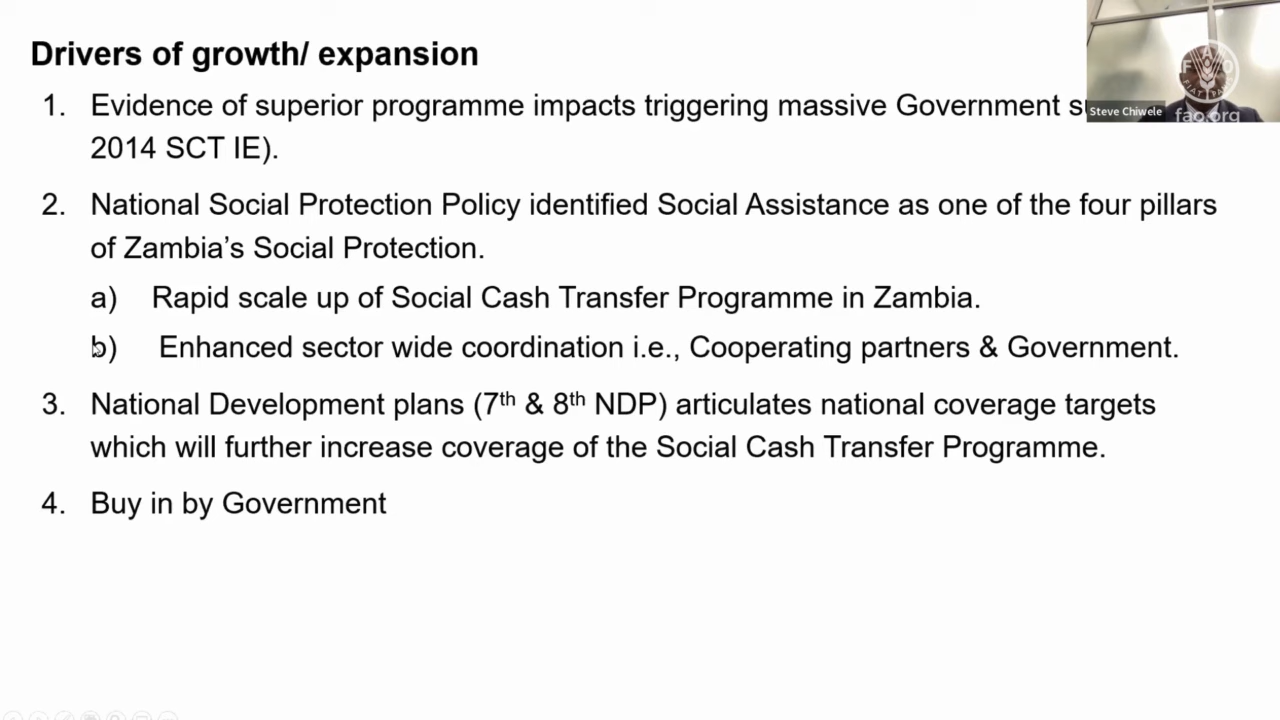 Drivers of growth/ expansion
1. Evidence of superior programme impacts triggering massive Government
2014 SCT IE).
2. National Social Protection Policy identified Social Assistance as one of the four pillars
of Zambia’s Social Protection.
a) Rapid scale up of Social Cash Transfer Programme in Zambia.
b) Enhanced sector wide coordination i.e., Cooperating partners & Government.
3. National Development plans (7th & 8th NDP) articulates national coverage targets
which will further increase coverage of the Social Cash Transfer Programme.
4. Buy in by Government
FAO
FIAT PANIS
Steve Chiwele
fao.org